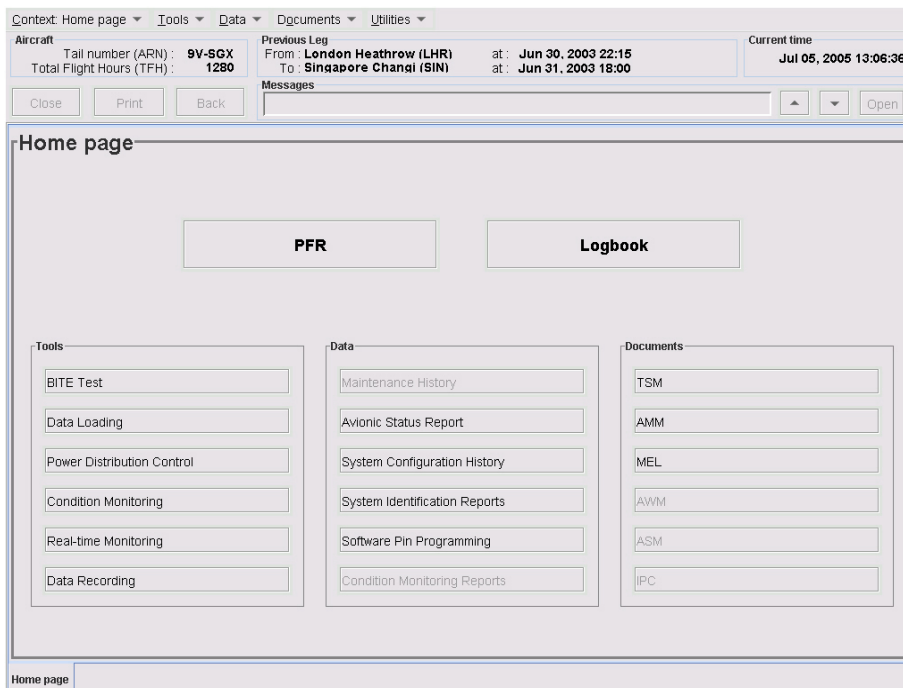 Context: Home page Tools Data Documents Utilities
Aircraft
Tail number (ARN) : 9V-SGX
Total Flight Hours (TFH) : 1280
Previous Leg
From : London Heathrow (LHR) at : Jun 30, 2003 22:15
To : Singapore Changi (SIN) at : Jun 31, 2003 18:00
Current time
Jul 05, 2005 13:06:36
Close Print Back
Messages
Open
Home page
PFR
Logbook
Tools
BITE Test
Data Loading
Power Distribution Control
Condition Monitoring
Real-time Monitoring
Data Recording
Data
Maintenance History
Avionic Status Report
System Configuration History
System Identification Reports
Software Pin Programming
Condition Monitoring Reports
Documents
TSM
AMM
MEL
AWM
ASM
IPC
Home page